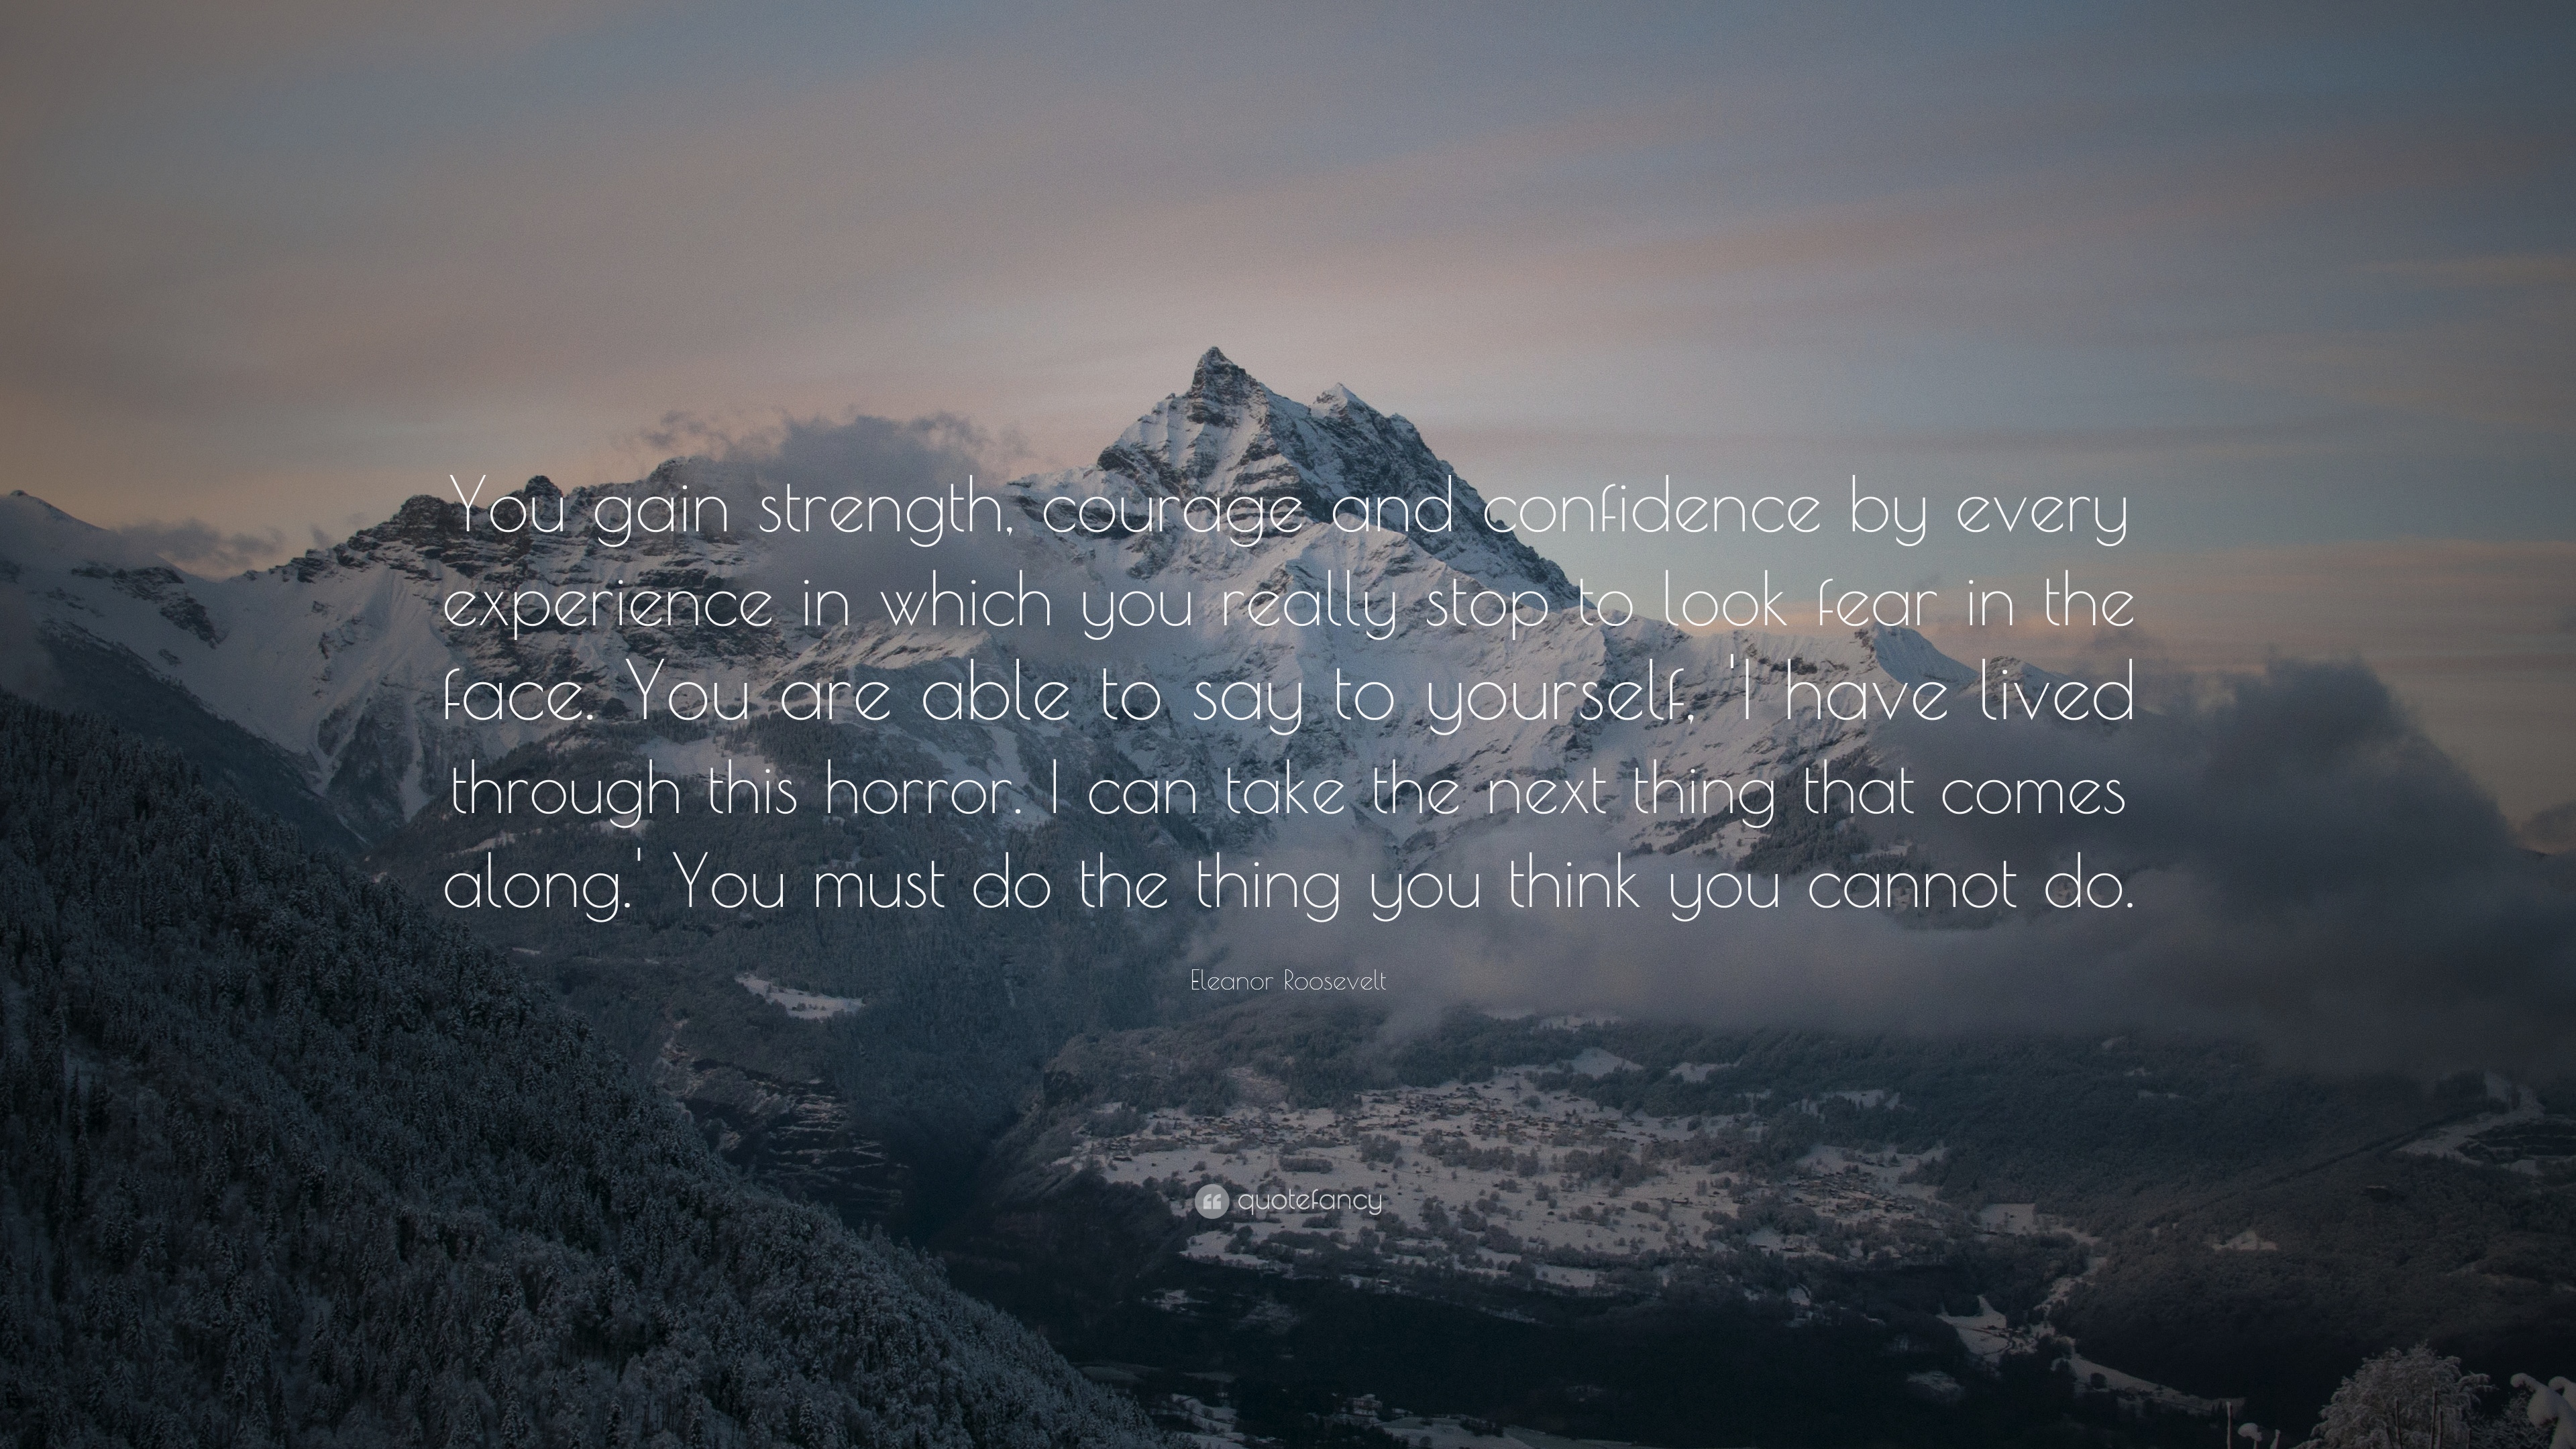 You gain strength, courage and confidence by every
experience in which you really stop to look fear in the
face. You are able to say to yourself, 'I have lived
through this horror. I can take the next thing that comes
along.' You must do the thing you think you cannot do.
Eleanor Roosevelt
quotefancy